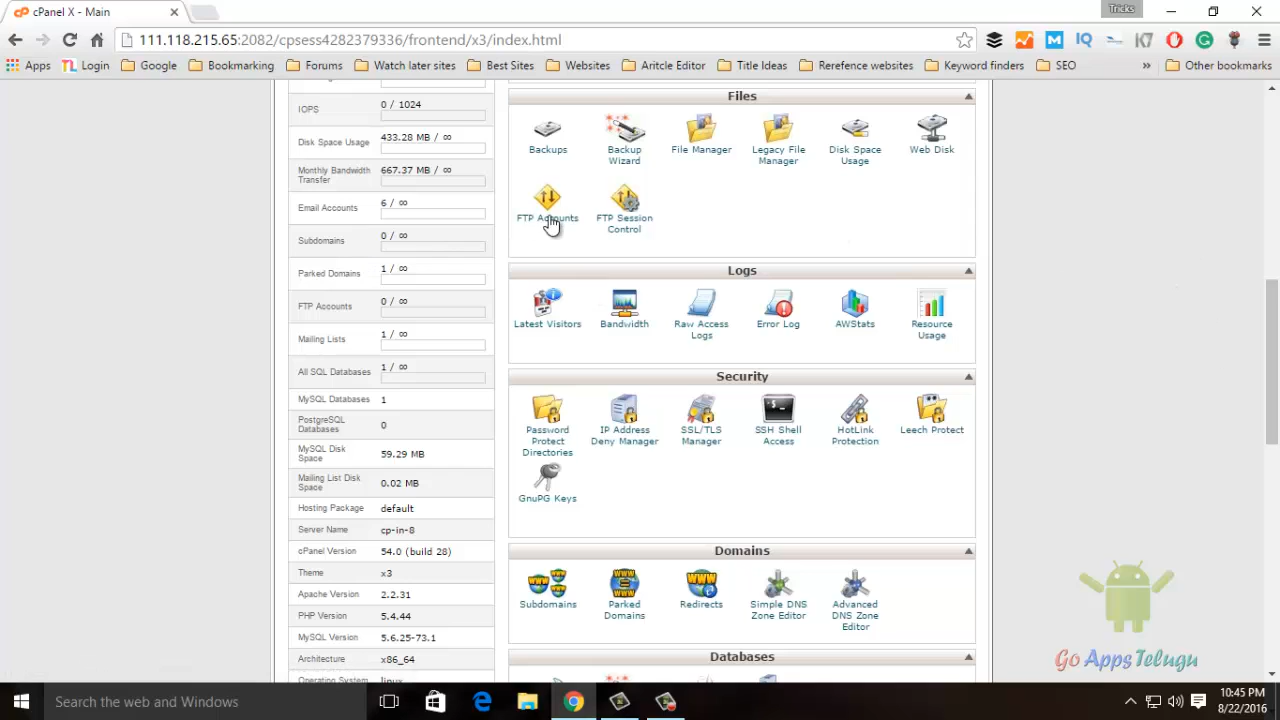 cPanel X - Main
Tricks
111.118.215.65:2082/cpsess4282379336/frontend/x3/index.html
Apps
Login
Google
Bookmarking
Forums
Watch later stuff
Best Sites
Websites
Aritcle Editor
Title Ideas
Rerefence websites
Keyword finders
SEO
»
Other bookmarks
IOPS
0 / 1024
Disk Space Usage
433.28 MB / ∞
Monthly Bandwidth
Transfer
667.37 MB / ∞
Email Accounts
6 / ∞
Subdomains
0 / ∞
Parked Domains
1 / ∞
FTP Accounts
0 / ∞
Mailing Lists
1 / ∞
All SQL Databases
1 / ∞
MySQL Databases
1
PostgreSQL
Databases
0
MySQL Disk
Space
59.29 MB
Mailing List Disk
Space
0.02 MB
Hosting Package
default
Server Name
cp-in-8
cPanel Version
54.0 (build 28)
Theme
x3
Apache Version
2.2.31
PHP Version
5.4.44
MySQL Version
5.6.25-73.1
Architecture
x86_64
Operating System
linux
Files
Backups
Backup
Wizard
File Manager
Legacy File
Manager
Disk Space
Usage
Web Disk
FTP Accounts
FTP Session
Control
Logs
Latest Visitors
Bandwidth
Raw Access
Logs
Error Log
AWStats
Resource
Usage
Security
Password
Protect
Directories
IP Address
Deny Manager
SSL/TLS
Manager
SSH Shell
Access
HotLink
Protection
Leech Protect
GnuPG Keys
Domains
Subdomains
Parked
Domains
Redirects
Simple DNS
Zone Editor
Advanced
DNS Zone
Editor
Databases
Go AppsTelugu
Search the web and Windows
10:45 PM
8/22/2016